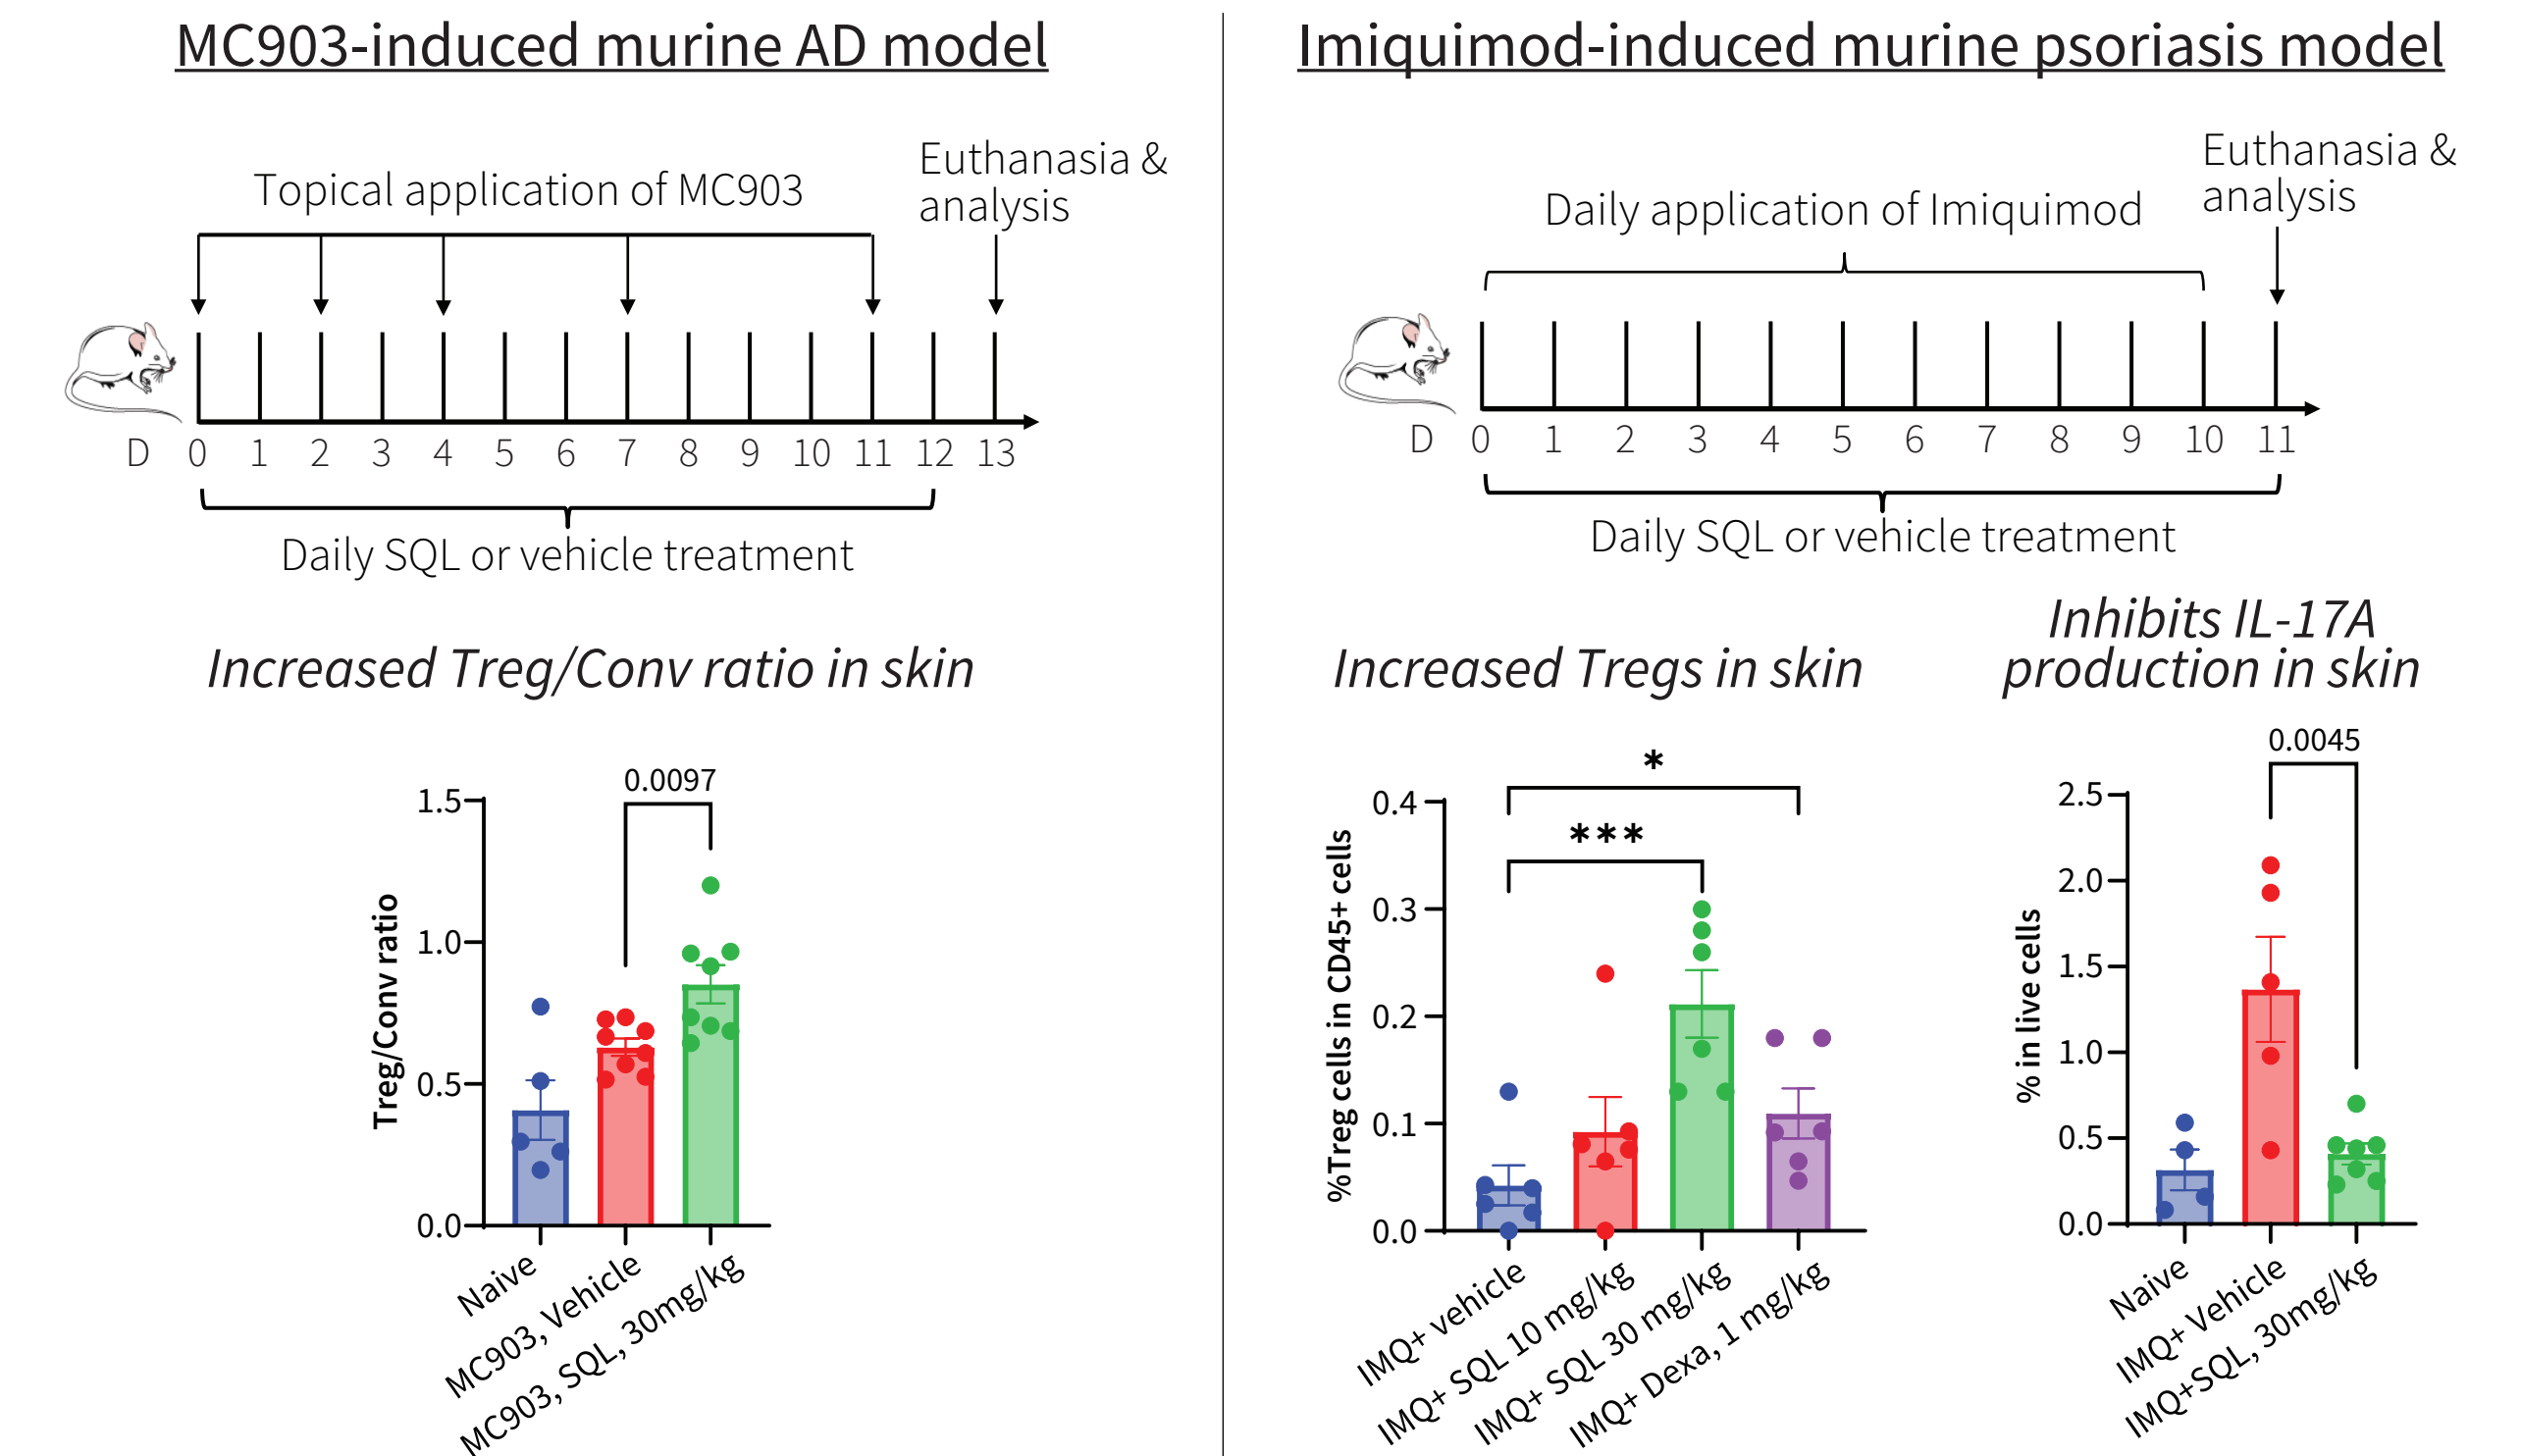 MC903-induced murine AD model
Topical application of MC903
Euthanasia &
analysis
D 0 1 2 3 4 5 6 7 8 9 10 11 12 13
Daily SQL or vehicle treatment
Increased Treg/Conv ratio in skin
0.0097
Treg/Conv ratio
1.5
1.0
0.5
0.0
Naive
MC903, Vehicle
MC903, SQL, 30mg/kg
Imiquimod-induced murine psoriasis model
Daily application of Imiquimod
Euthanasia &
analysis
D 0 1 2 3 4 5 6 7 8 9 10 11
Daily SQL or vehicle treatment
Increased Tregs in skin
*
***
%Treg cells in CD45+ cells
0.4
0.3
0.2
0.1
0.0
IMQ+ vehicle
IMQ+ SQL 10 mg/kg
IMQ+ SQL 30 mg/kg
IMQ+ Dexa, 1 mg/kg
Inhibits IL-17A
production in skin
0.0045
% in live cells
2.5
2.0
1.5
1.0
0.5
0.0
Naive
IMQ+ Vehicle
IMQ+SQL, 30mg/kg